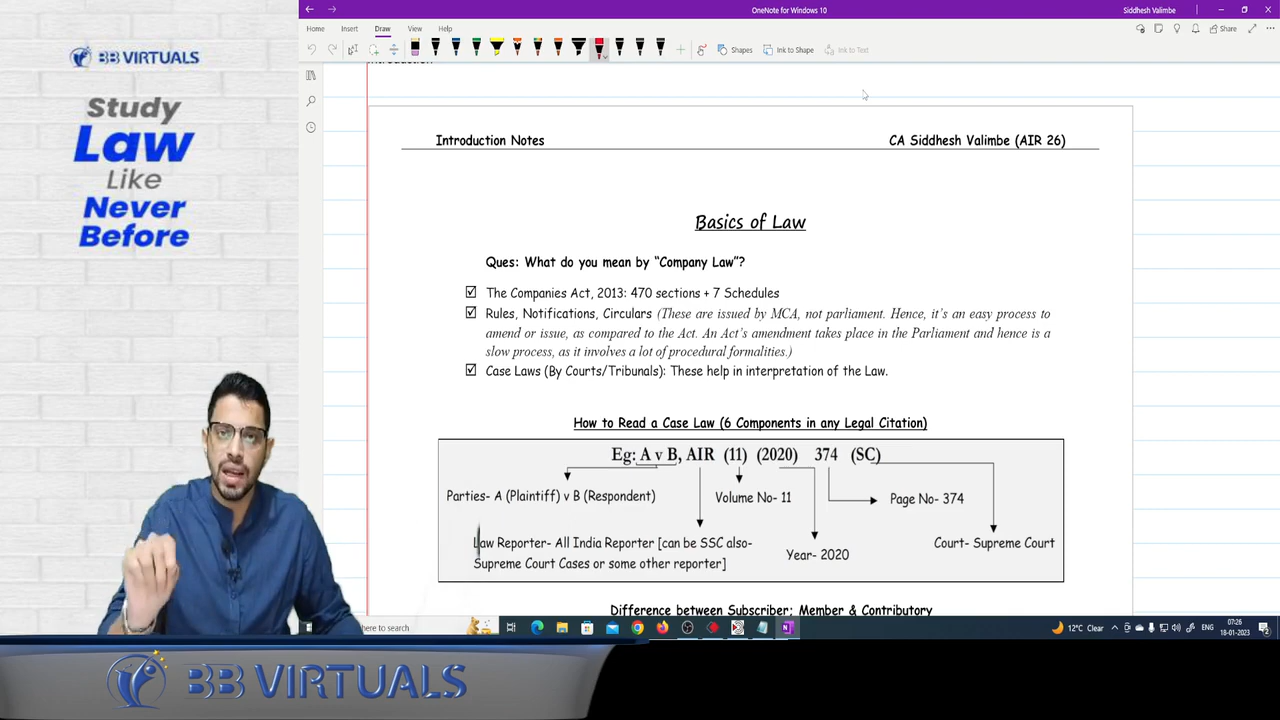 BB VIRTUALS
Study
Law
Like
Never
Before
OneNote for Windows 10
Siddhesh Valimbe
Home Insert Draw View Help
Share
Shapes Ink to Shape Ink to Text
Introduction
Introduction Notes CA Siddhesh Valimbe (AIR 26)
Basics of Law
Ques: What do you mean by “Company Law”?
☑ The Companies Act, 2013: 470 sections + 7 Schedules
☑ Rules, Notifications, Circulars (These are issued by MCA, not parliament. Hence, it’s an easy process to
amend or issue, as compared to the Act. An Act’s amendment takes place in the Parliament and hence is a
slow process, as it involves a lot of procedural formalities.)
☑ Case Laws (By Courts/Tribunals): These help in interpretation of the Law.
How to Read a Case Law (6 Components in any Legal Citation)
Eg: A v B, AIR (11) (2020) 374 (SC)
Parties- A (Plaintiff) v B (Respondent) Volume No- 11 Page No- 374
Law Reporter- All India Reporter [can be SSC also-
Supreme Court Cases or some other reporter]
Year- 2020
Court- Supreme Court
Difference between Subscriber; Member & Contributory
here to search
12°C Clear
ENG
07:26
18-01-2023
BB VIRTUALS